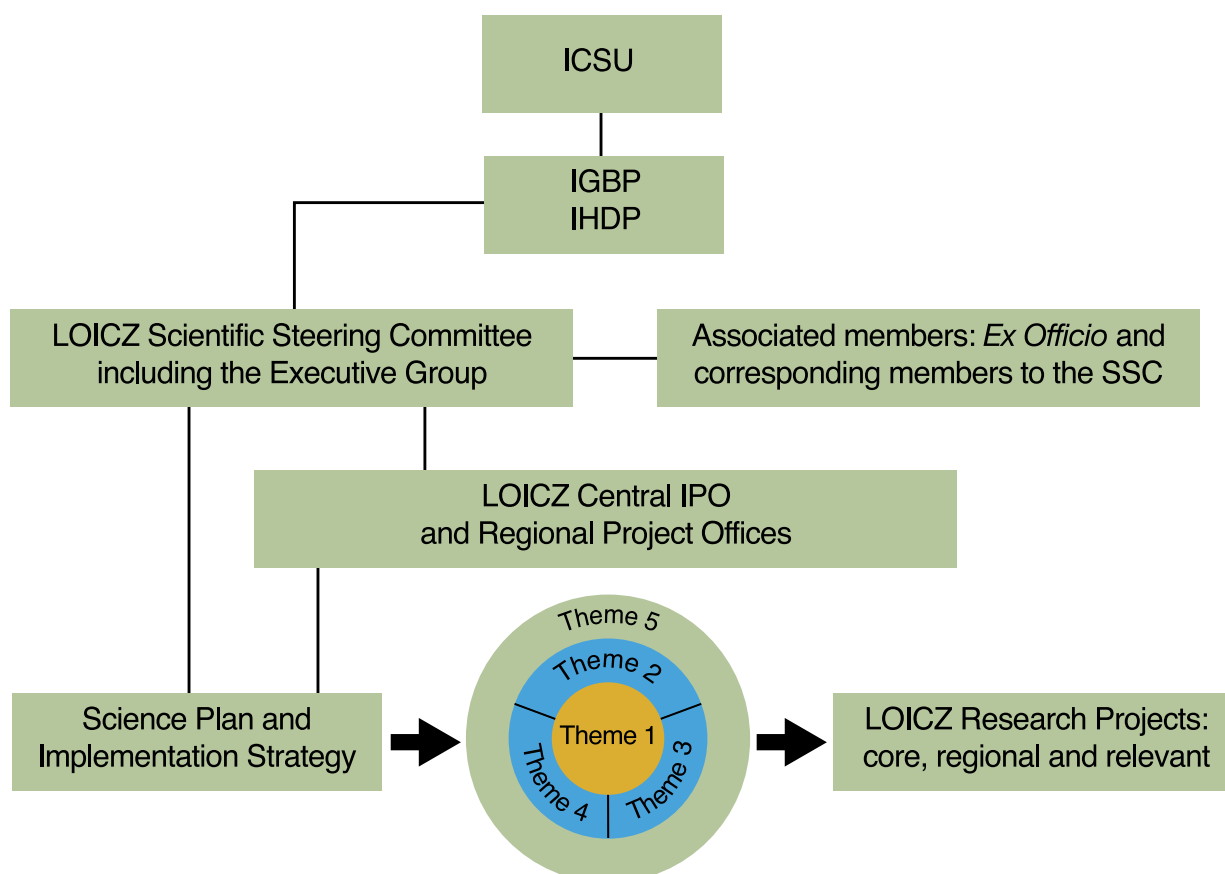 ICSU
IGBP
IHDP
LOICZ Scientific Steering Committee
including the Executive Group
Associated members: Ex Officio and
corresponding members to the SSC
LOICZ Central IPO
and Regional Project Offices
Theme 5
Theme 2
Theme 1
Theme 3
Theme 4
Science Plan and
Implementation Strategy
LOICZ Research Projects:
core, regional and relevant